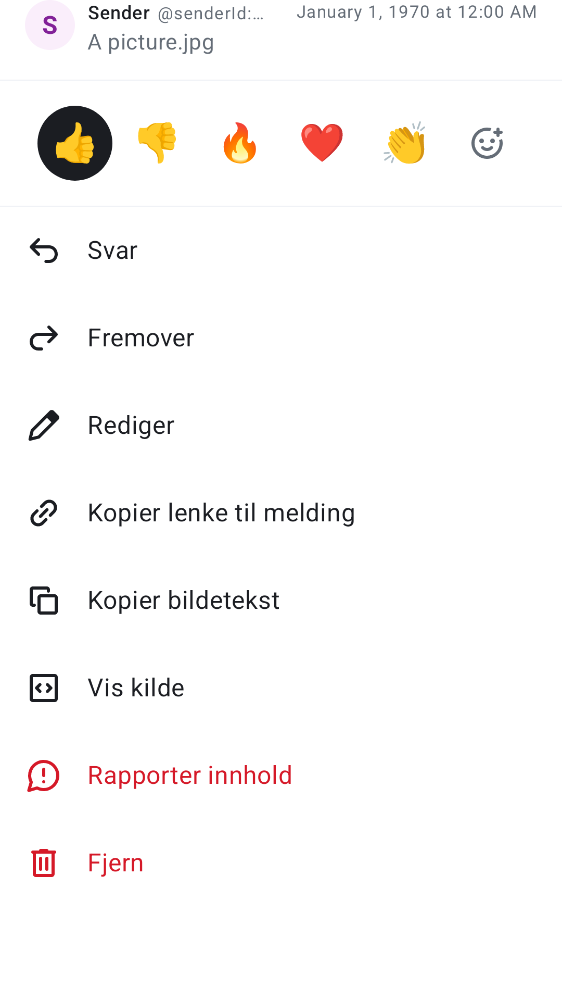 S
Sender @senderId:… January 1, 1970 at 12:00 AM
A picture.jpg
Svar
Fremover
Rediger
Kopier lenke til melding
Kopier bildetekst
Vis kilde
Rapporter innhold
Fjern